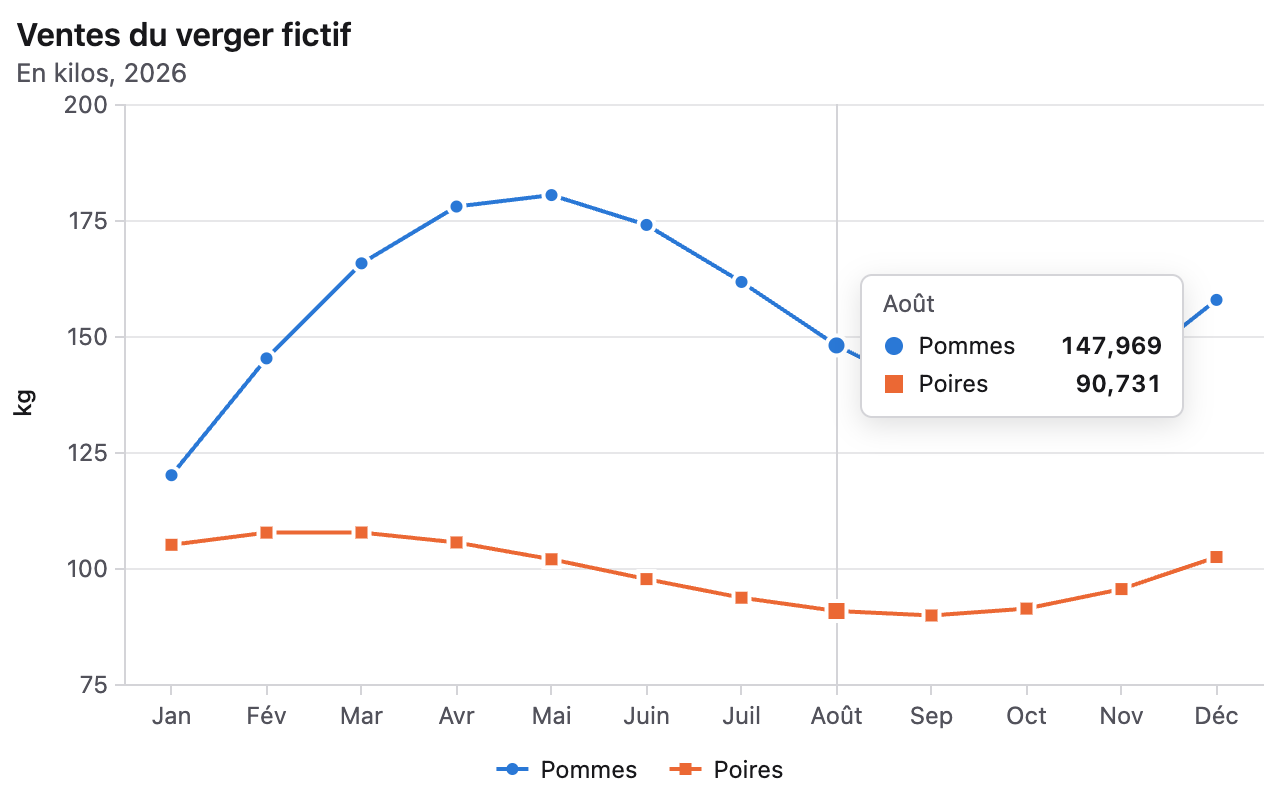 Ventes du verger fictif
En kilos, 2026
200
175
150
125
100
75
kg
Août
Pommes 147,969
Poires 90,731
Jan Fév Mar Avr Mai Juin Juil Août Sep Oct Nov Déc
Pommes Poires